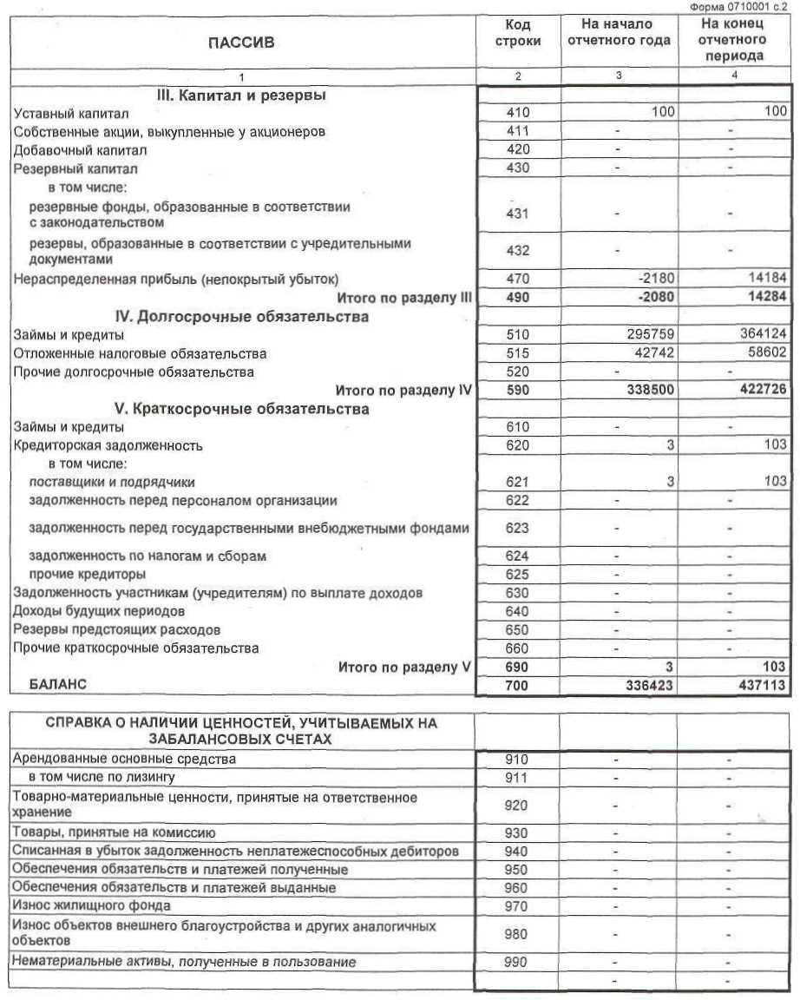 Форма 0710001 с.2
ПАССИВ Код строки На начало отчетного года На конец отчетного периода
1 2 3 4
III. Капитал и резервы
Уставный капитал 410 100 100
Собственные акции, выкупленные у акционеров 411 - -
Добавочный капитал 420 - -
Резервный капитал 430 - -
в том числе:
резервные фонды, образованные в соответствии
с законодательством 431 - -
резервы, образованные в соответствии с учредительными
документами 432 - -
Нераспределенная прибыль (непокрытый убыток) 470 -2180 14184
Итого по разделу III 490 -2080 14284
IV. Долгосрочные обязательства
Займы и кредиты 510 295759 364124
Отложенные налоговые обязательства 515 42742 58602
Прочие долгосрочные обязательства 520 - -
Итого по разделу IV 590 338500 422726
V. Краткосрочные обязательства
Займы и кредиты 610 - -
Кредиторская задолженность 620 3 103
в том числе:
поставщики и подрядчики 621 3 103
задолженность перед персоналом организации 622 - -
задолженность перед государственными внебюджетными фондами 623 - -
задолженность по налогам и сборам 624 - -
прочие кредиторы 625 - -
Задолженность участникам (учредителям) по выплате доходов 630 - -
Доходы будущих периодов 640 - -
Резервы предстоящих расходов 650 - -
Прочие краткосрочные обязательства 660 - -
Итого по разделу V 690 3 103
БАЛАНС 700 336423 437113
СПРАВКА О НАЛИЧИИ ЦЕННОСТЕЙ, УЧИТЫВАЕМЫХ НА
ЗАБАЛАНСОВЫХ СЧЕТАХ
Арендованные основные средства 910 - -
в том числе по лизингу 911 - -
Товарно-материальные ценности, принятые на ответственное
хранение 920 - -
Товары, принятые на комиссию 930 - -
Списанная в убыток задолженность неплатежеспособных дебиторов 940 - -
Обеспечения обязательств и платежей полученные 950 - -
Обеспечения обязательств и платежей выданные 960 - -
Износ жилищного фонда 970 - -
Износ объектов внешнего благоустройства и других аналогичных
объектов 980 - -
Нематериальные активы, полученные в пользование 990 - -
- -